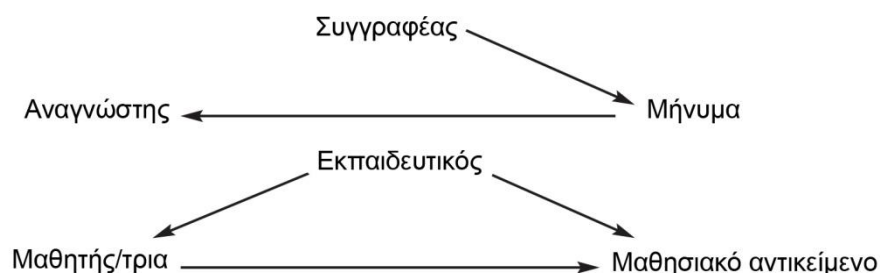 Συγγραφέας
Αναγνώστης Μήνυμα
Εκπαιδευτικός
Μαθητής/τρια Μαθησιακό αντικείμενο